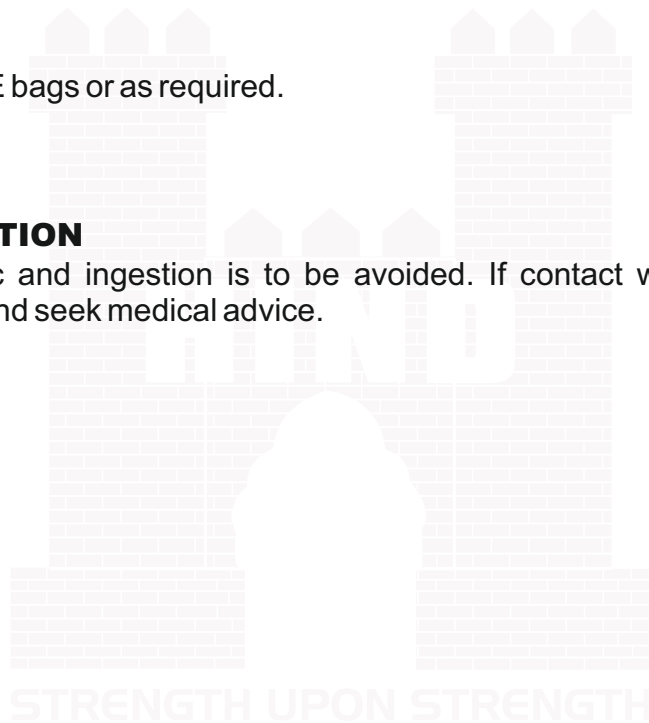 E bags or as required.
TION
c and ingestion is to be avoided. If contact w
nd seek medical advice.
HIND
STRENGTH UPON STRENGTH